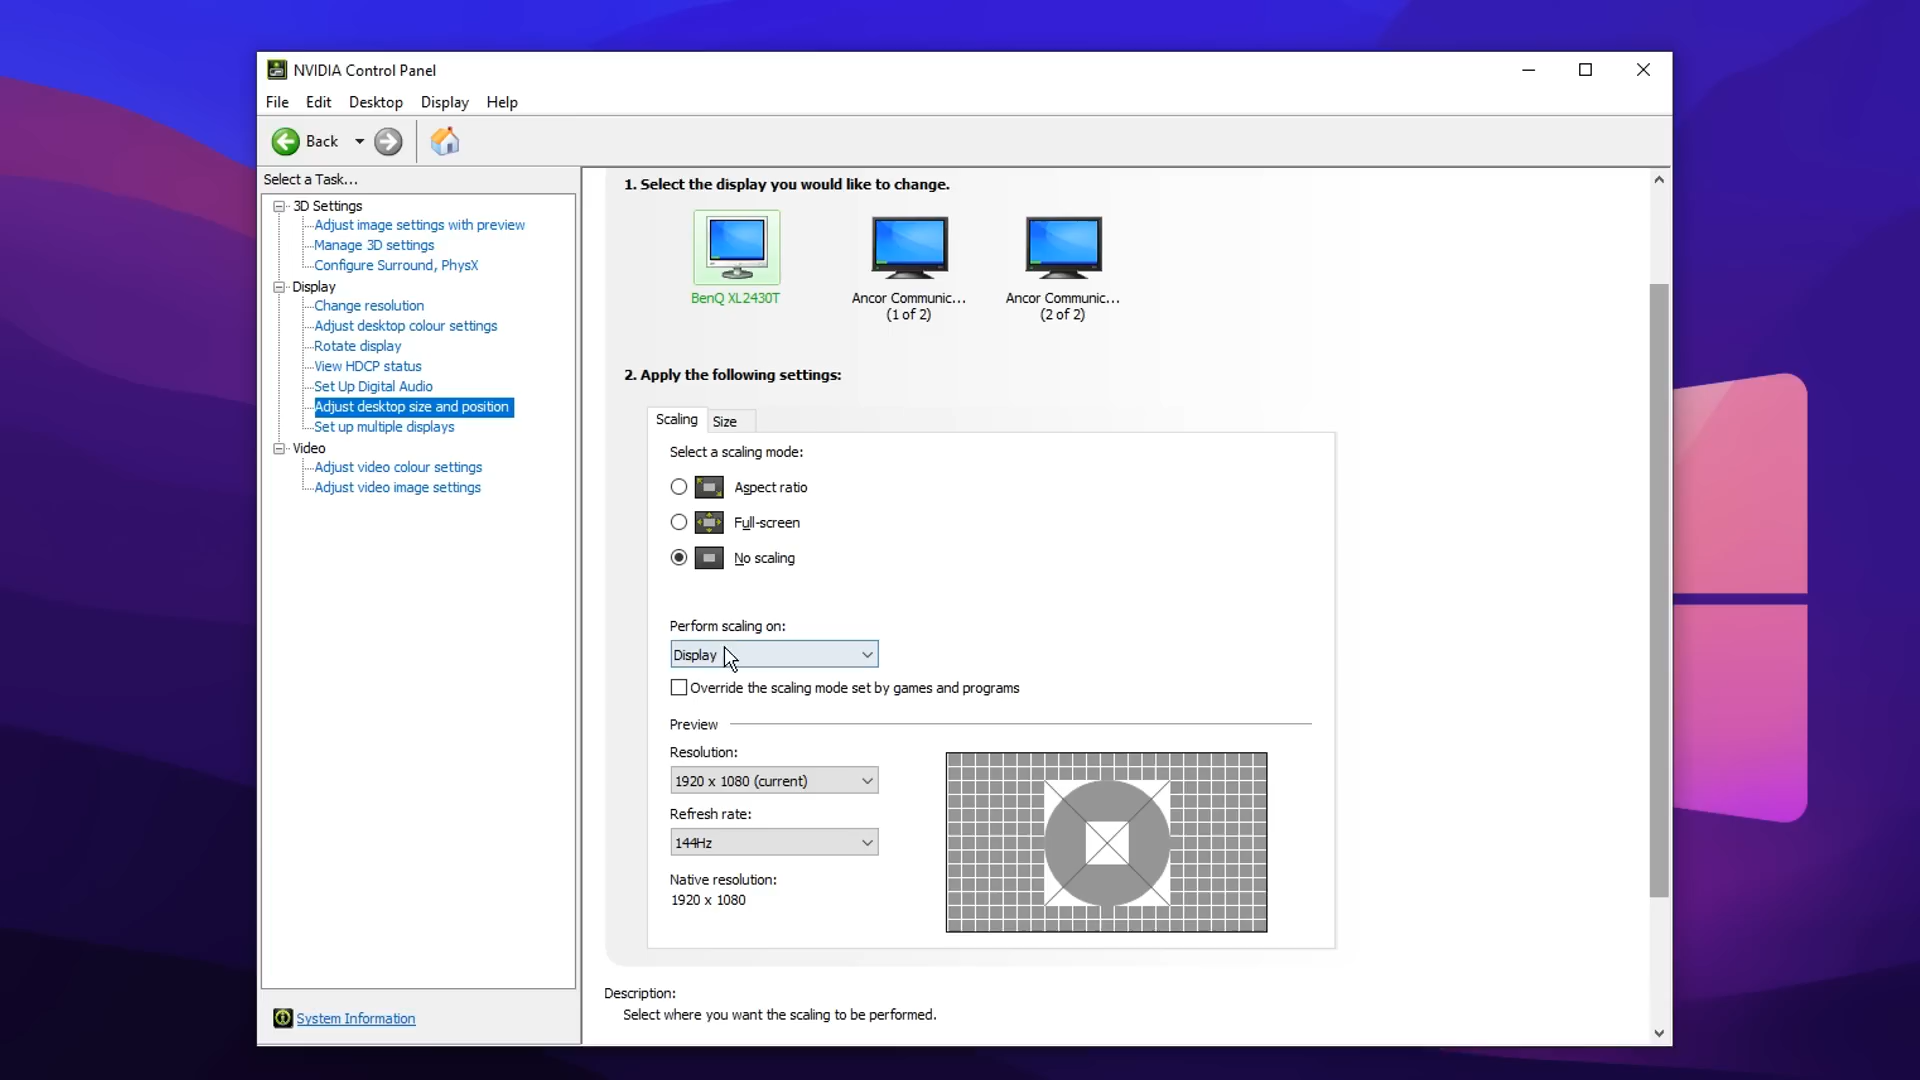 NVIDIA Control Panel
File Edit Desktop Display Help
Back
Select a Task...
3D Settings
Adjust image settings with preview
Manage 3D settings
Configure Surround, PhysX
Display
Change resolution
Adjust desktop colour settings
Rotate display
View HDCP status
Set Up Digital Audio
Adjust desktop size and position
Set up multiple displays
Video
Adjust video colour settings
Adjust video image settings
System Information
1. Select the display you would like to change.
BenQ XL2430T
Ancor Communic...
(1 of 2)
Ancor Communic...
(2 of 2)
2. Apply the following settings:
Scaling Size
Select a scaling mode:
Aspect ratio
Full-screen
No scaling
Perform scaling on:
Display
Override the scaling mode set by games and programs
Preview
Resolution:
1920 x 1080 (current)
Refresh rate:
144Hz
Native resolution:
1920 x 1080
Description:
Select where you want the scaling to be performed.